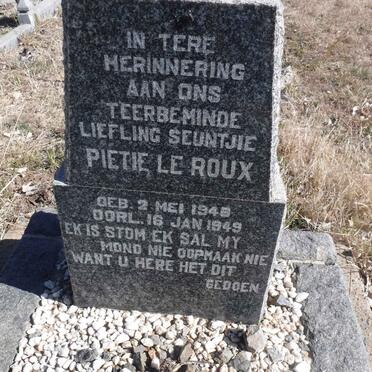 IN TERE
HERINNERING
AAN ONS
TEERBEMINDE
LIEFLING SEUNTJIE
PIETIE LE ROUX
GEB. 2 MEI 1948
OORL. 16 JAN 1949
EK IS STOM EK SAL MY
MOND NIE OOPMAAK NIE
WANT U HERE HET DIT
GEDOEN